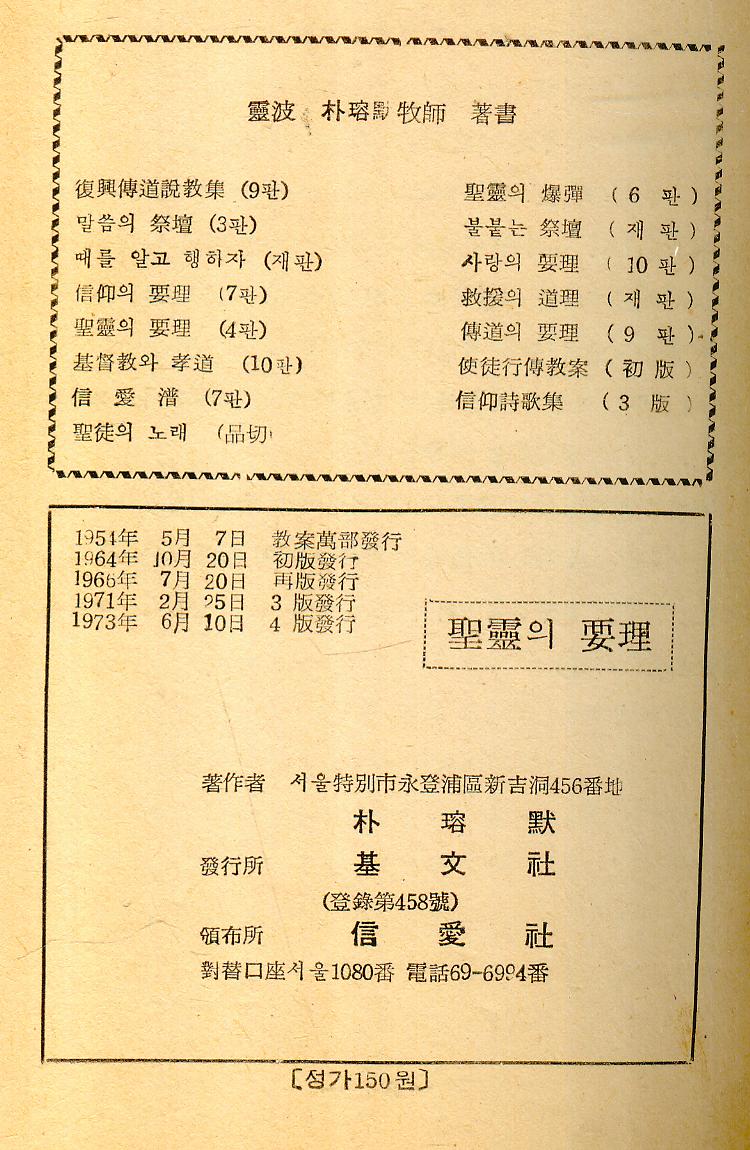 靈波 朴瑢默 牧師 著書
復興傳道說教集 (9판)
말씀의 祭壇 (3판)
때를 알고 행하자 (재판)
信仰의 要理 (7판)
聖靈의 要理 (4판)
基督教와 孝道 (10판)
信愛譜 (7판)
聖徒의 노래 (品切)
聖靈의 爆彈 (6판)
불붙는 祭壇 (재판)
사랑의 要理 (10판)
救援의 道理 (재판)
傳道의 要理 (9판)
使徒行傳教案 (初版)
信仰詩歌集 (3版)
1954年 5月 7日 教案萬部發行
1964年 10月 20日 初版發行
1966年 7月 20日 再版發行
1971年 2月 25日 3版發行
1973年 6月 10日 4版發行
聖靈의 要理
著作者 서울特別市永登浦區新吉洞456番地
朴瑢默
發行所 基文社
(登錄第458號)
頒布所 信愛社
對替口座서울1080番 電話69-6994番
[정가150원]